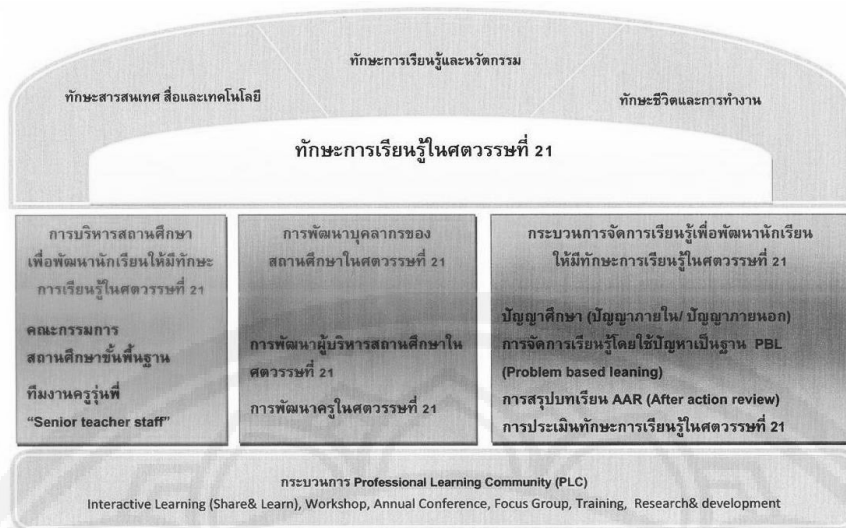 ทักษะการเรียนรู้และนวัตกรรม
ทักษะสารสนเทศ สื่อและเทคโนโลยี
ทักษะชีวิตและการทำงาน
ทักษะการเรียนรู้ในศตวรรษที่ 21
การบริหารสถานศึกษา
เพื่อพัฒนานักเรียนให้มีทักษะ
การเรียนรู้ในศตวรรษที่ 21
คณะกรรมการ
สถานศึกษาขั้นพื้นฐาน
ทีมงานครูรุ่นพี่
“Senior teacher staff”
การพัฒนาบุคลากรของ
สถานศึกษาในศตวรรษที่ 21
การพัฒนาผู้บริหารสถานศึกษาใน
ศตวรรษที่ 21
การพัฒนาครูในศตวรรษที่ 21
กระบวนการจัดการเรียนรู้เพื่อพัฒนานักเรียน
ให้มีทักษะการเรียนรู้ในศตวรรษที่ 21
ปัญญาศึกษา (ปัญญาภายใน/ ปัญญาภายนอก)
การจัดการเรียนรู้โดยใช้ปัญหาเป็นฐาน PBL
(Problem based leaning)
การสรุปบทเรียน AAR (After action review)
การประเมินทักษะการเรียนรู้ในศตวรรษที่ 21
กระบวนการ Professional Learning Community (PLC)
Interactive Learning (Share& Learn), Workshop, Annual Conference, Focus Group, Training, Research& development